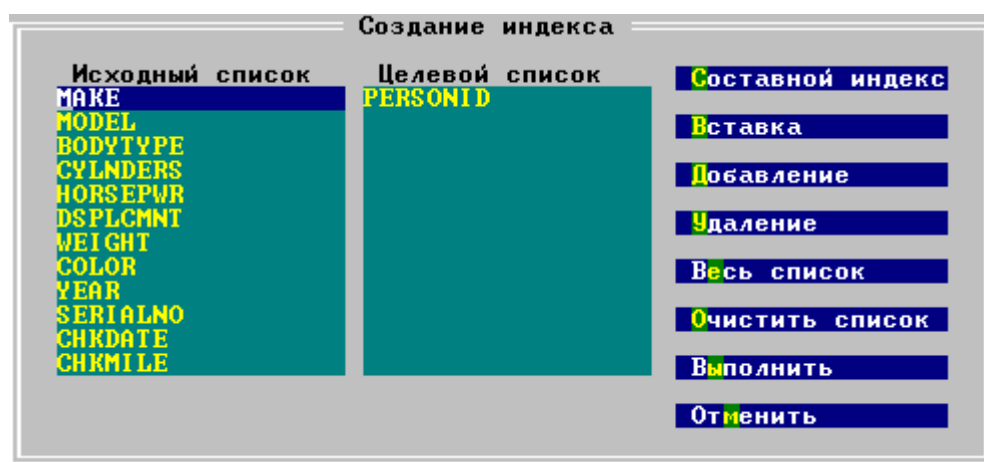 Создание индекса
Исходный список
MAKE
MODEL
BODYTYPE
CYLNDERS
HORSEPWR
DSPLCMNT
WEIGHT
COLOR
YEAR
SERIALNO
CHKDATE
CHKMILE
Целевой список
PERSONID
Составной индекс
Вставка
Добавление
Удаление
Весь список
Очистить список
Выполнить
Отменить